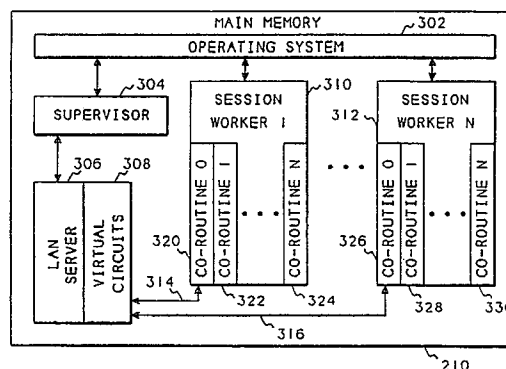 MAIN MEMORY
302
OPERATING SYSTEM
304
310
SUPERVISOR
SESSION
WORKER 1
312
SESSION
WORKER N
306
308
LAN
SERVER
VIRTUAL
CIRCUITS
320
CO-ROUTINE 0
CO-ROUTINE 1
CO-ROUTINE N
326
CO-ROUTINE 0
CO-ROUTINE 1
CO-ROUTINE N
314
322
324
328
330
316
210